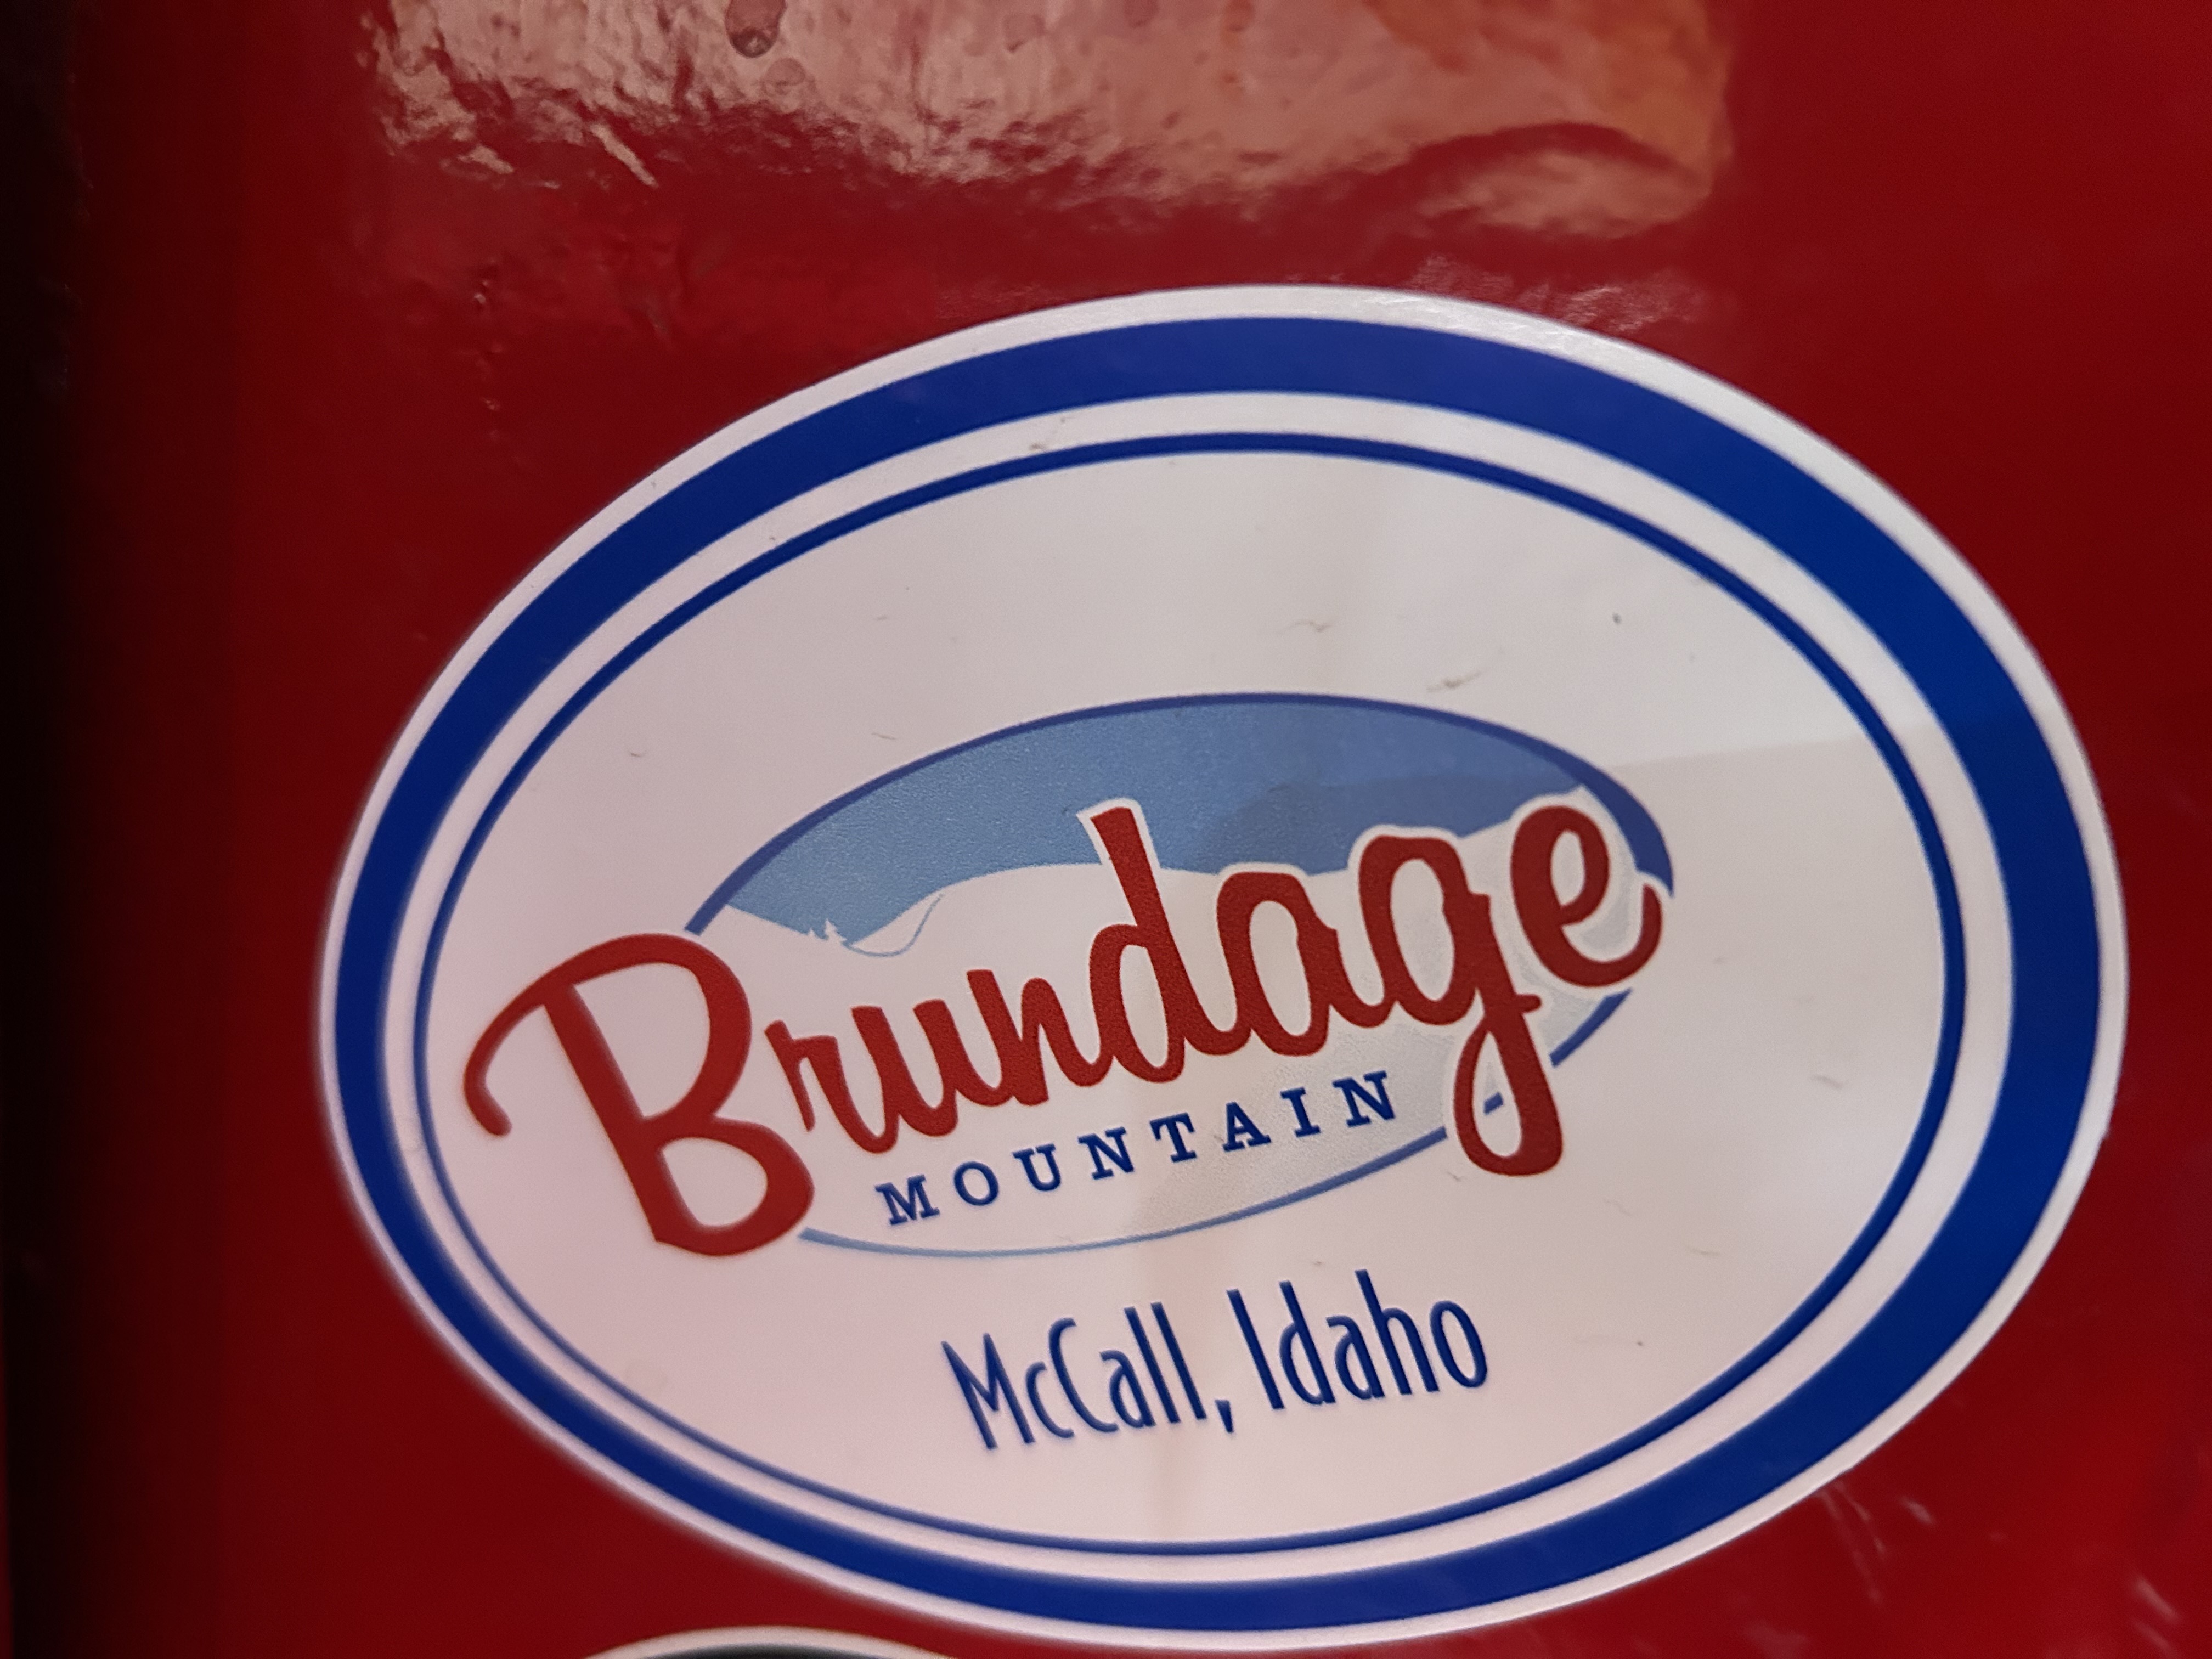 Brundage
MOUNTAIN
McCall, Idaho